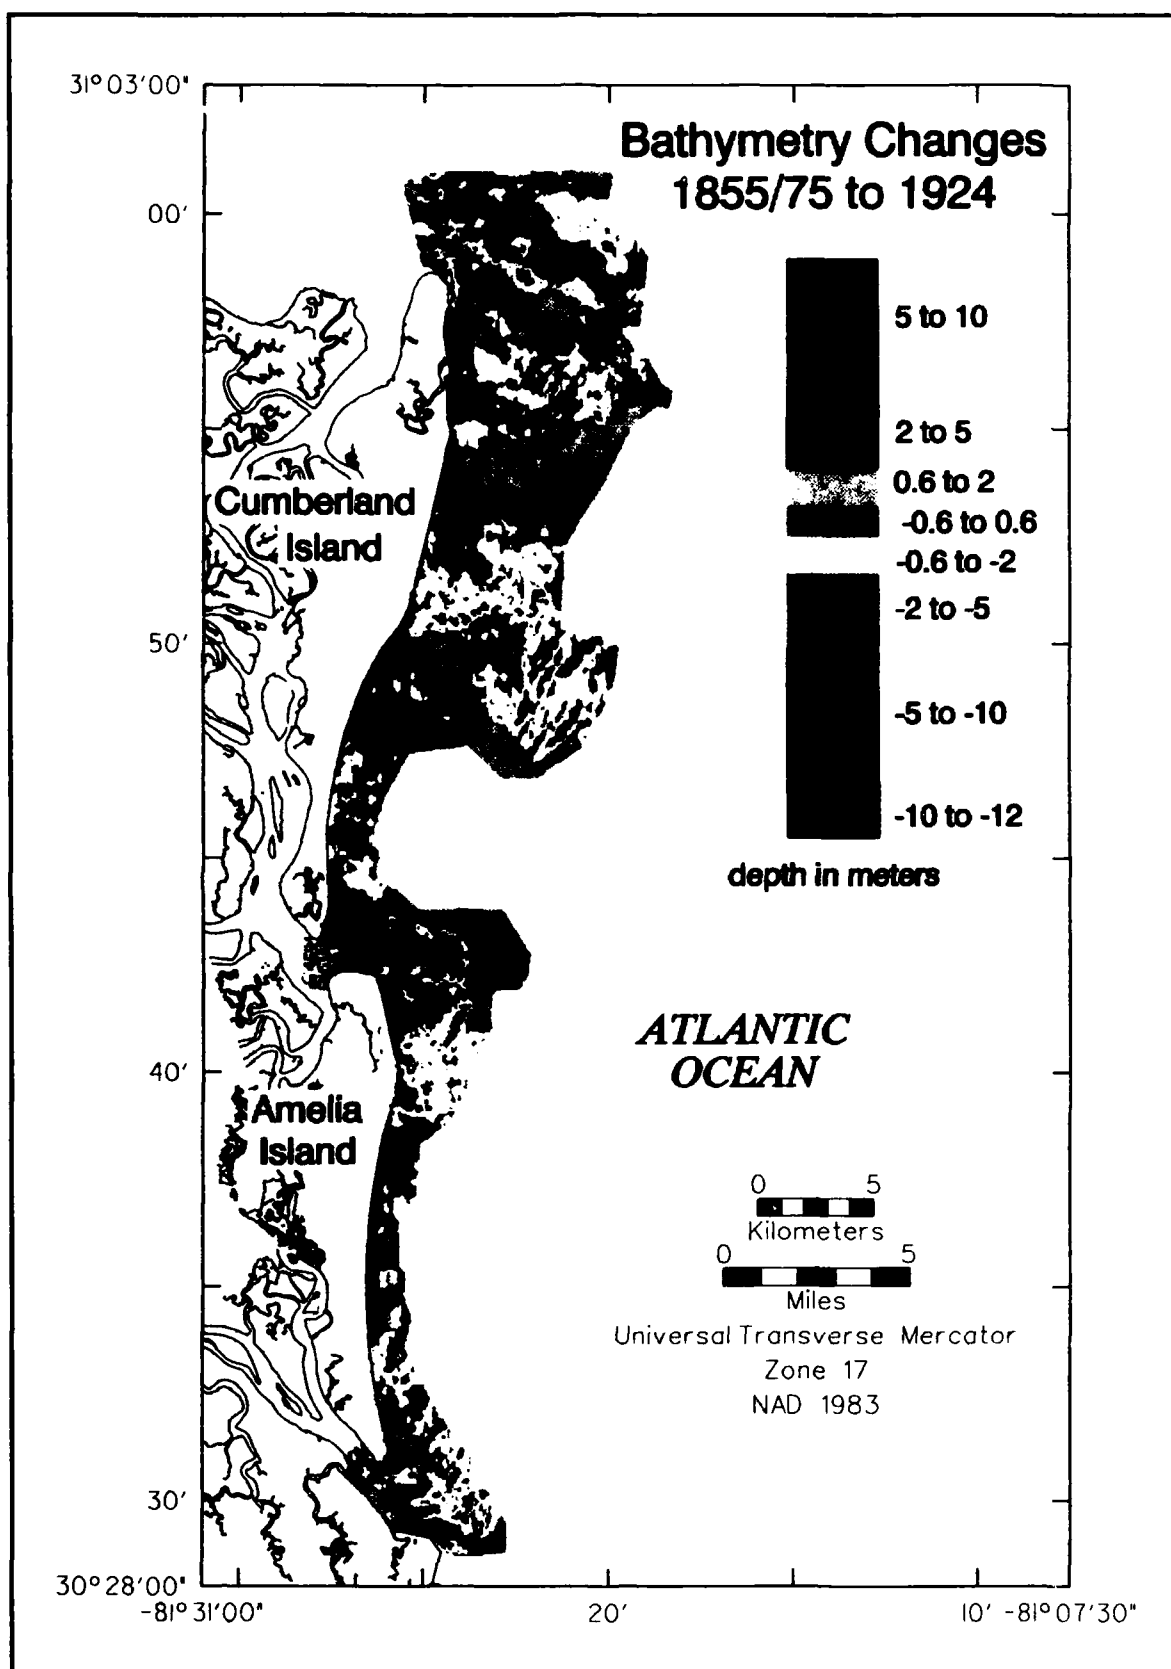 31°03'00"
Bathymetry Changes
1855/75 to 1924
00'
5 to 10
2 to 5
0.6 to 2
-0.6 to 0.6
-0.6 to -2
-2 to -5
-5 to -10
-10 to -12
depth in meters
Cumberland
Island
50'
ATLANTIC
OCEAN
40'
Amelia
Island
0 5
Kilometers
0 5
Miles
Universal Transverse Mercator
Zone 17
NAD 1983
30'
30°28'00"
-81°31'00" 20' 10' -81°07'30"